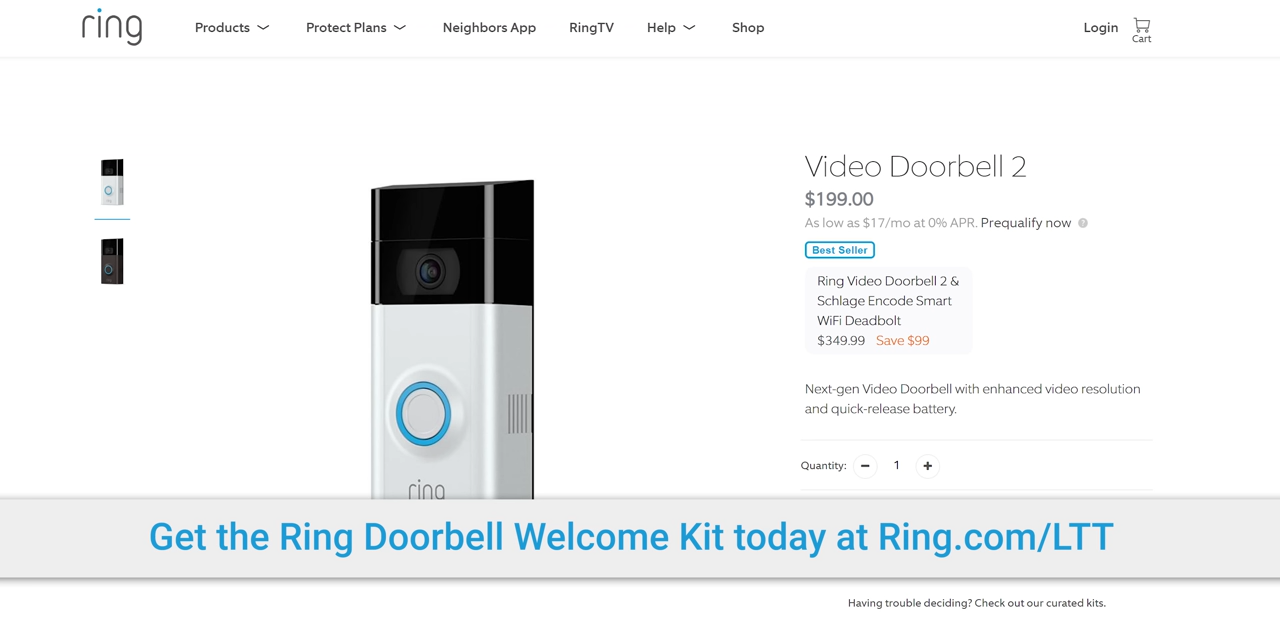 ring
Products
Protect Plans
Neighbors App
RingTV
Help
Shop
Login
Cart
Video Doorbell 2
$199.00
As low as $17/mo at 0% APR. Prequalify now ?
Best Seller
Ring Video Doorbell 2 &
Schlage Encode Smart
WiFi Deadbolt
$349.99 Save $99
Next-gen Video Doorbell with enhanced video resolution
and quick-release battery.
Quantity: − 1 +
ring
Get the Ring Doorbell Welcome Kit today at Ring.com/LTT
Having trouble deciding? Check out our curated kits.